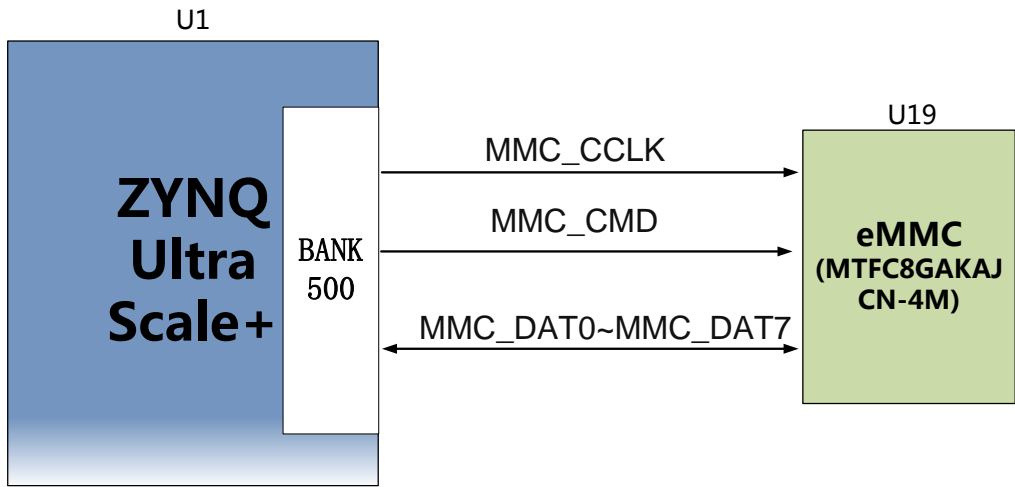 U1
U19
ZYNQ
Ultra
Scale+
BANK
500
MMC_CCLK
MMC_CMD
MMC_DAT0~MMC_DAT7
eMMC
(MTFC8GAKAJ
CN-4M)